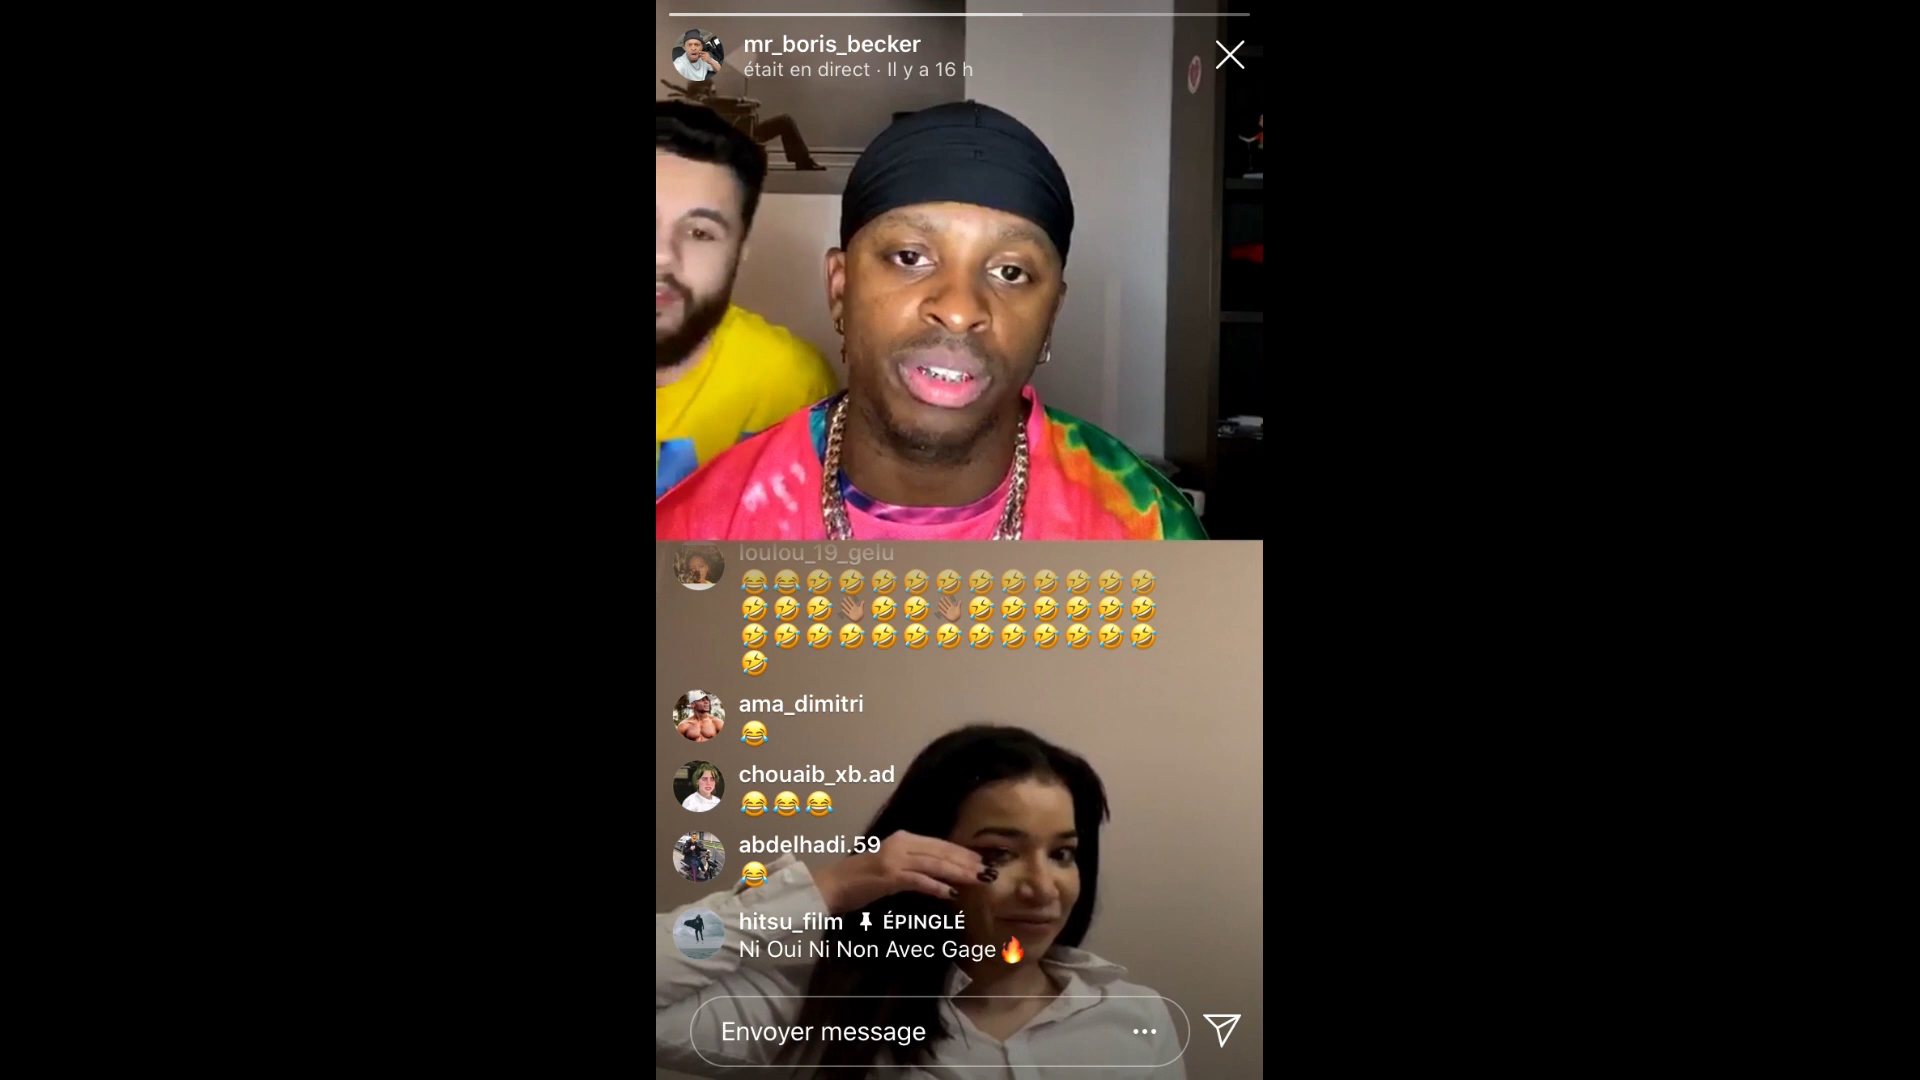 mr_boris_becker
était en direct · Il y a 16 h
loulou_19_gelu
😂😂🤣🤣🤣🤣🤣🤣🤣🤣🤣🤣🤣
🤣🤣🤣👋🏽🤣🤣👋🏽🤣🤣🤣🤣🤣🤣
🤣🤣🤣🤣🤣🤣🤣🤣🤣🤣🤣🤣🤣
🤣
ama_dimitri
😂
chouaib_xb.ad
😂😂😂
abdelhadi.59
😂
hitsu_film 📌 ÉPINGLÉ
Ni Oui Ni Non Avec Gage🔥
Envoyer message